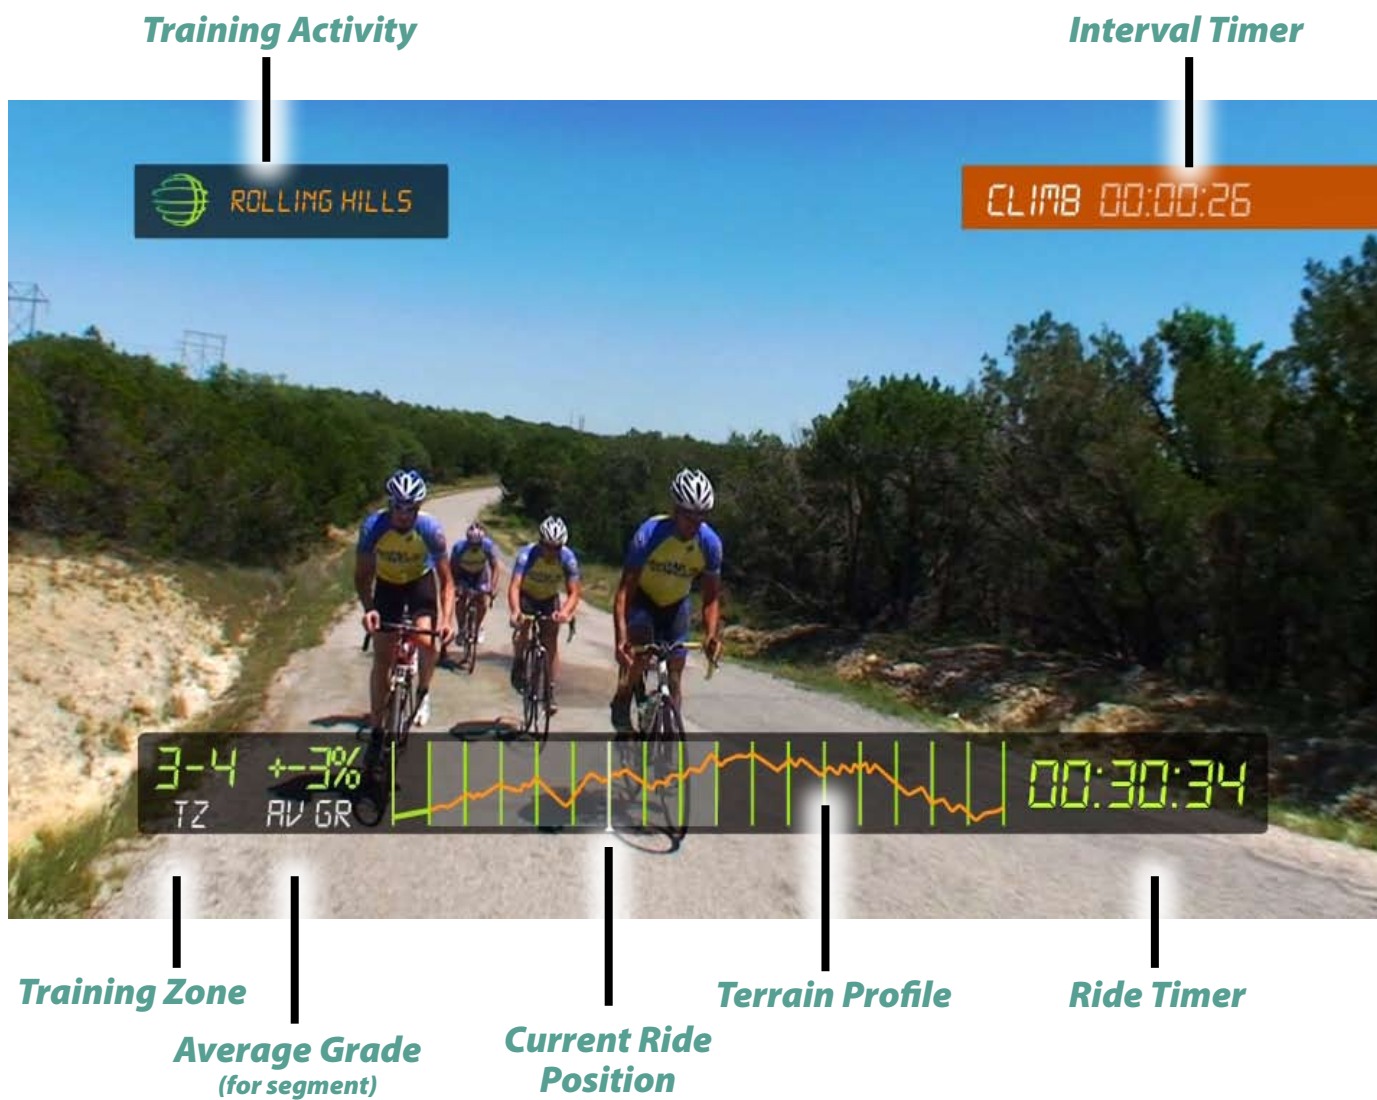 Training Activity
Interval Timer
ROLLING HILLS
CLIMB 00:00:26
3-4
+-3%
TZ
AV GR
00:30:34
Training Zone
Average Grade
(for segment)
Current Ride
Position
Terrain Profile
Ride Timer